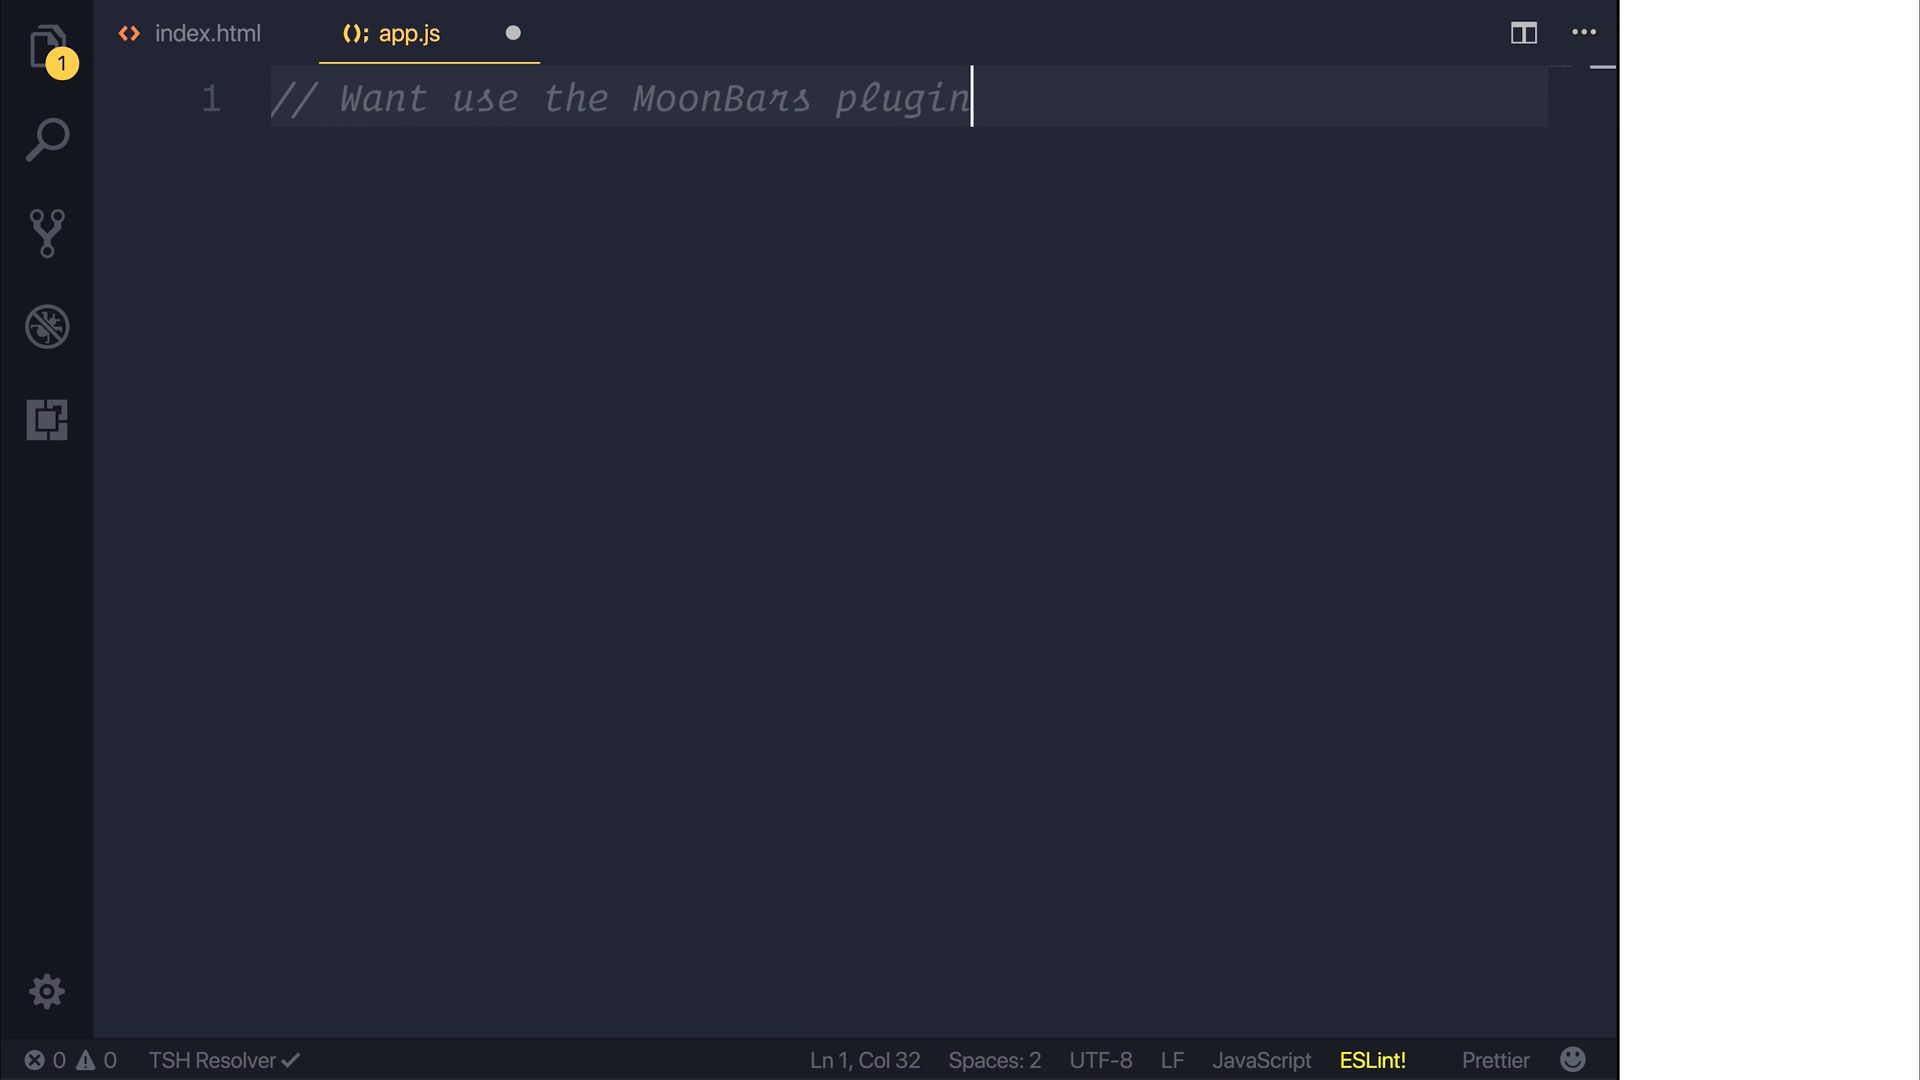 index.html
(); app.js
1
1 // Want use the MoonBars plugin
0 0 TSH Resolver
Ln 1, Col 32 Spaces: 2 UTF-8 LF JavaScript ESLint! Prettier